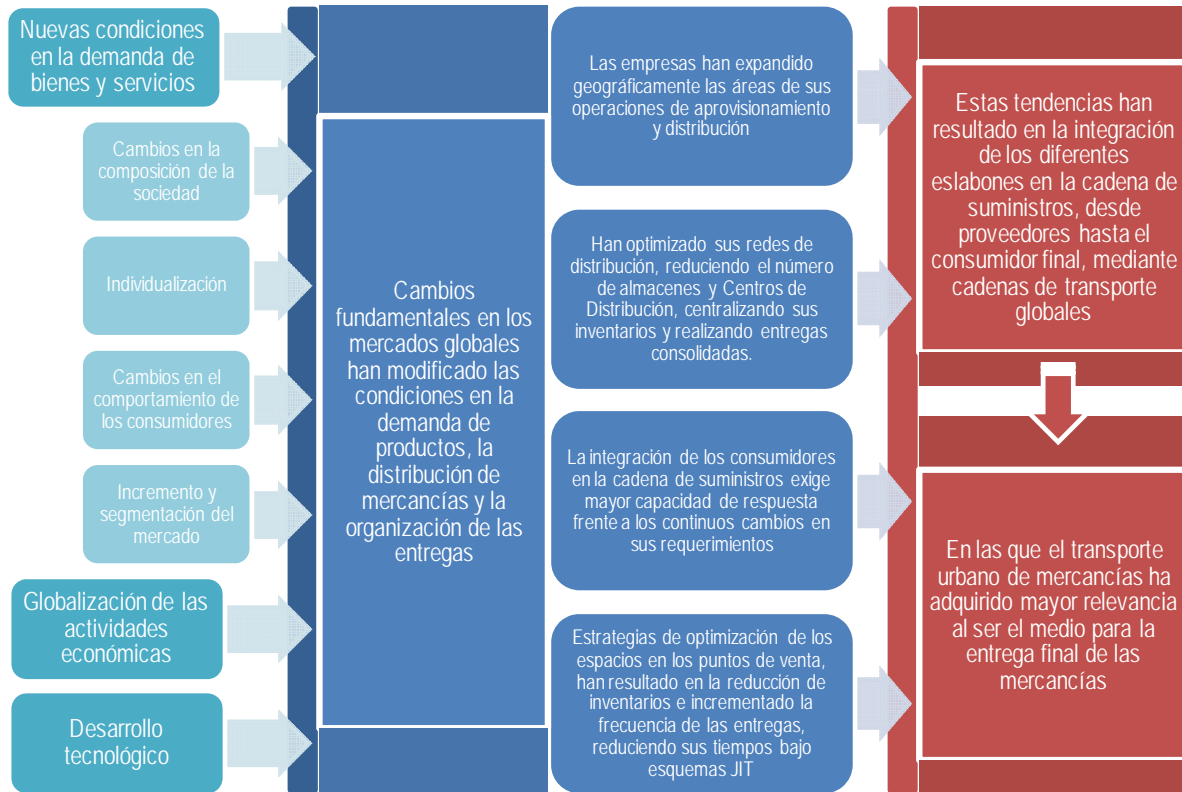 Nuevas condiciones
en la demanda de
bienes y servicios
Cambios en la
composición de la
sociedad
Individualización
Cambios en el
comportamiento de
los consumidores
Incremento y
segmentación del
mercado
Globalización de las
actividades
económicas
Desarrollo
tecnológico
Cambios
fundamentales en los
mercados globales
han modificado las
condiciones en la
demanda de
productos, la
distribución de
mercancías y la
organización de las
entregas
Las empresas han expandido
geográficamente las áreas de sus
operaciones de aprovisionamiento
y distribución
Han optimizado sus redes de
distribución, reduciendo el número
de almacenes y Centros de
Distribución, centralizando sus
inventarios y realizando entregas
consolidadas.
La integración de los consumidores
en la cadena de suministros exige
mayor capacidad de respuesta
frente a los continuos cambios en
sus requerimientos
Estrategias de optimización de los
espacios en los puntos de venta,
han resultado en la reducción de
inventarios e incrementado la
frecuencia de las entregas,
reduciendo sus tiempos bajo
esquemas JIT
Estas tendencias han
resultado en la integración
de los diferentes
eslabones en la cadena de
suministros, desde
proveedores hasta el
consumidor final, mediante
cadenas de transporte
globales
En las que el transporte
urbano de mercancías ha
adquirido mayor relevancia
al ser el medio para la
entrega final de las
mercancías